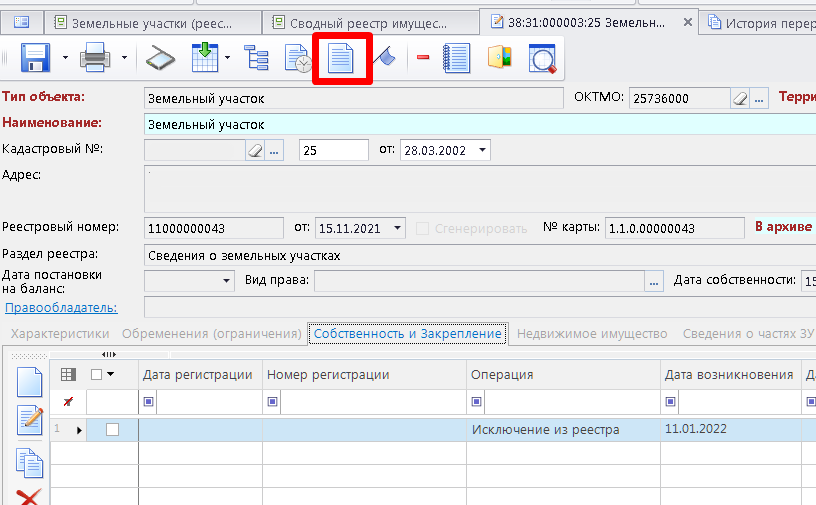 Земельные участки (реес...
Сводный реестр имущес...
38:31:000003:25 Земельн...
История перер
Тип объекта: Земельный участок ОКТМО: 25736000 ... Терри
Наименование: Земельный участок
Кадастровый №: ... 25 от: 28.03.2002
Адрес:
Реестровый номер: 11000000043 от: 15.11.2021 Сгенерировать № карты: 1.1.0.00000043 В архиве
Раздел реестра: Сведения о земельных участках
Дата постановки
на баланс: Вид права: ... Дата собственности: 15
Правообладатель:
Характеристики Обременения (ограничения) Собственность и Закрепление Недвижимое имущество Сведения о частях ЗУ
Дата регистрации Номер регистрации Операция Дата возникновения Д
1 Исключение из реестра 11.01.2022